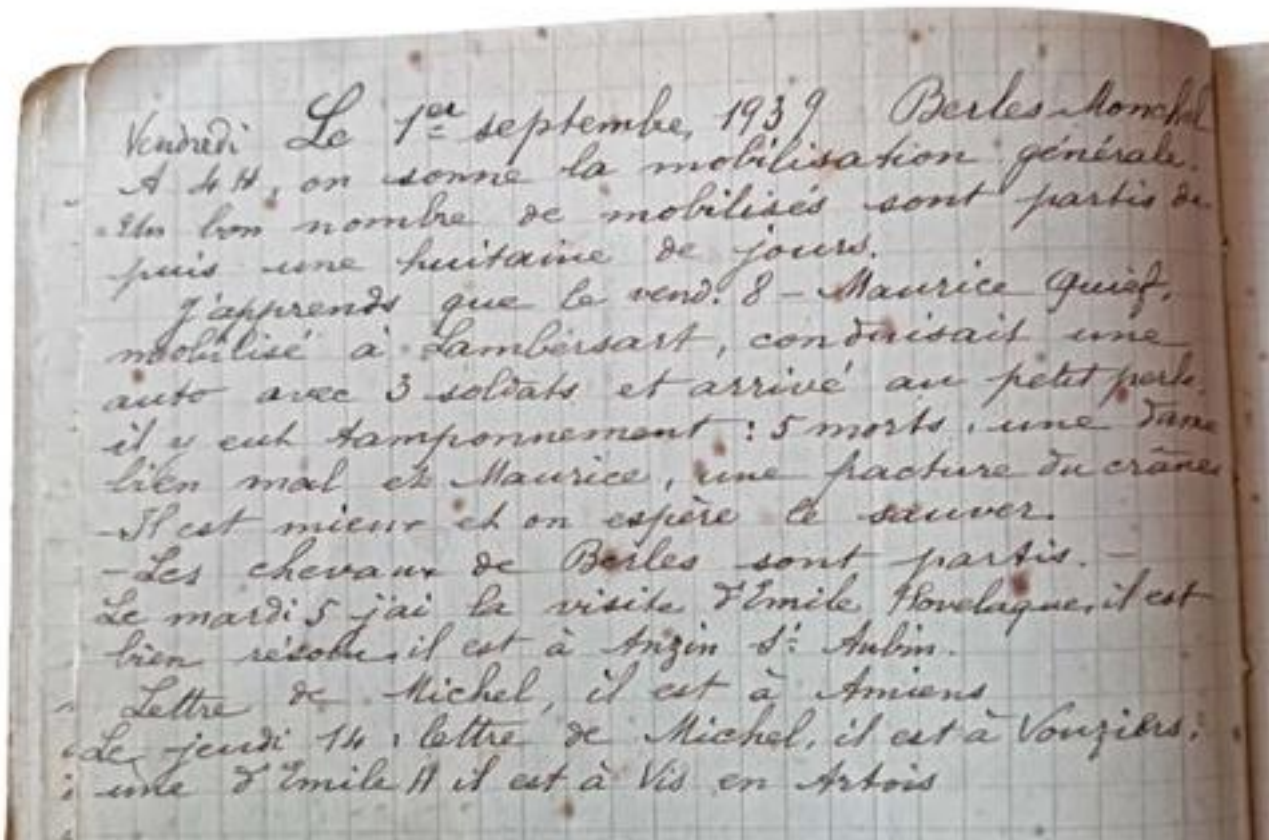 Vendredi Le 1er septembre, 1939 Berles-Monchel
A 4 H, on sonne la mobilisation générale.
Un bon nombre de mobilisés sont partis de
puis une huitaine de jours.
J'apprends que le vend. 8 - Maurice Quief,
mobilisé à Lambersart, conduisait une
auto avec 3 soldats et arrivé au petit
il y eut tamponnement : 5 morts, une dame
bien mal et Maurice, une facture du crâne
-Il est mieux et on espère le sauver.
-Les chevaux de Berles sont partis. -
Le mardi 5 j'ai la visite d'Emile Hovelaque, il est
bien résolu, il est à Anzin St Aubin.
Lettre de Michel, il est à Amiens
Le jeudi 14, lettre de Michel, il est à Vouziers;
une d'Emile H il est à Vis en Artois